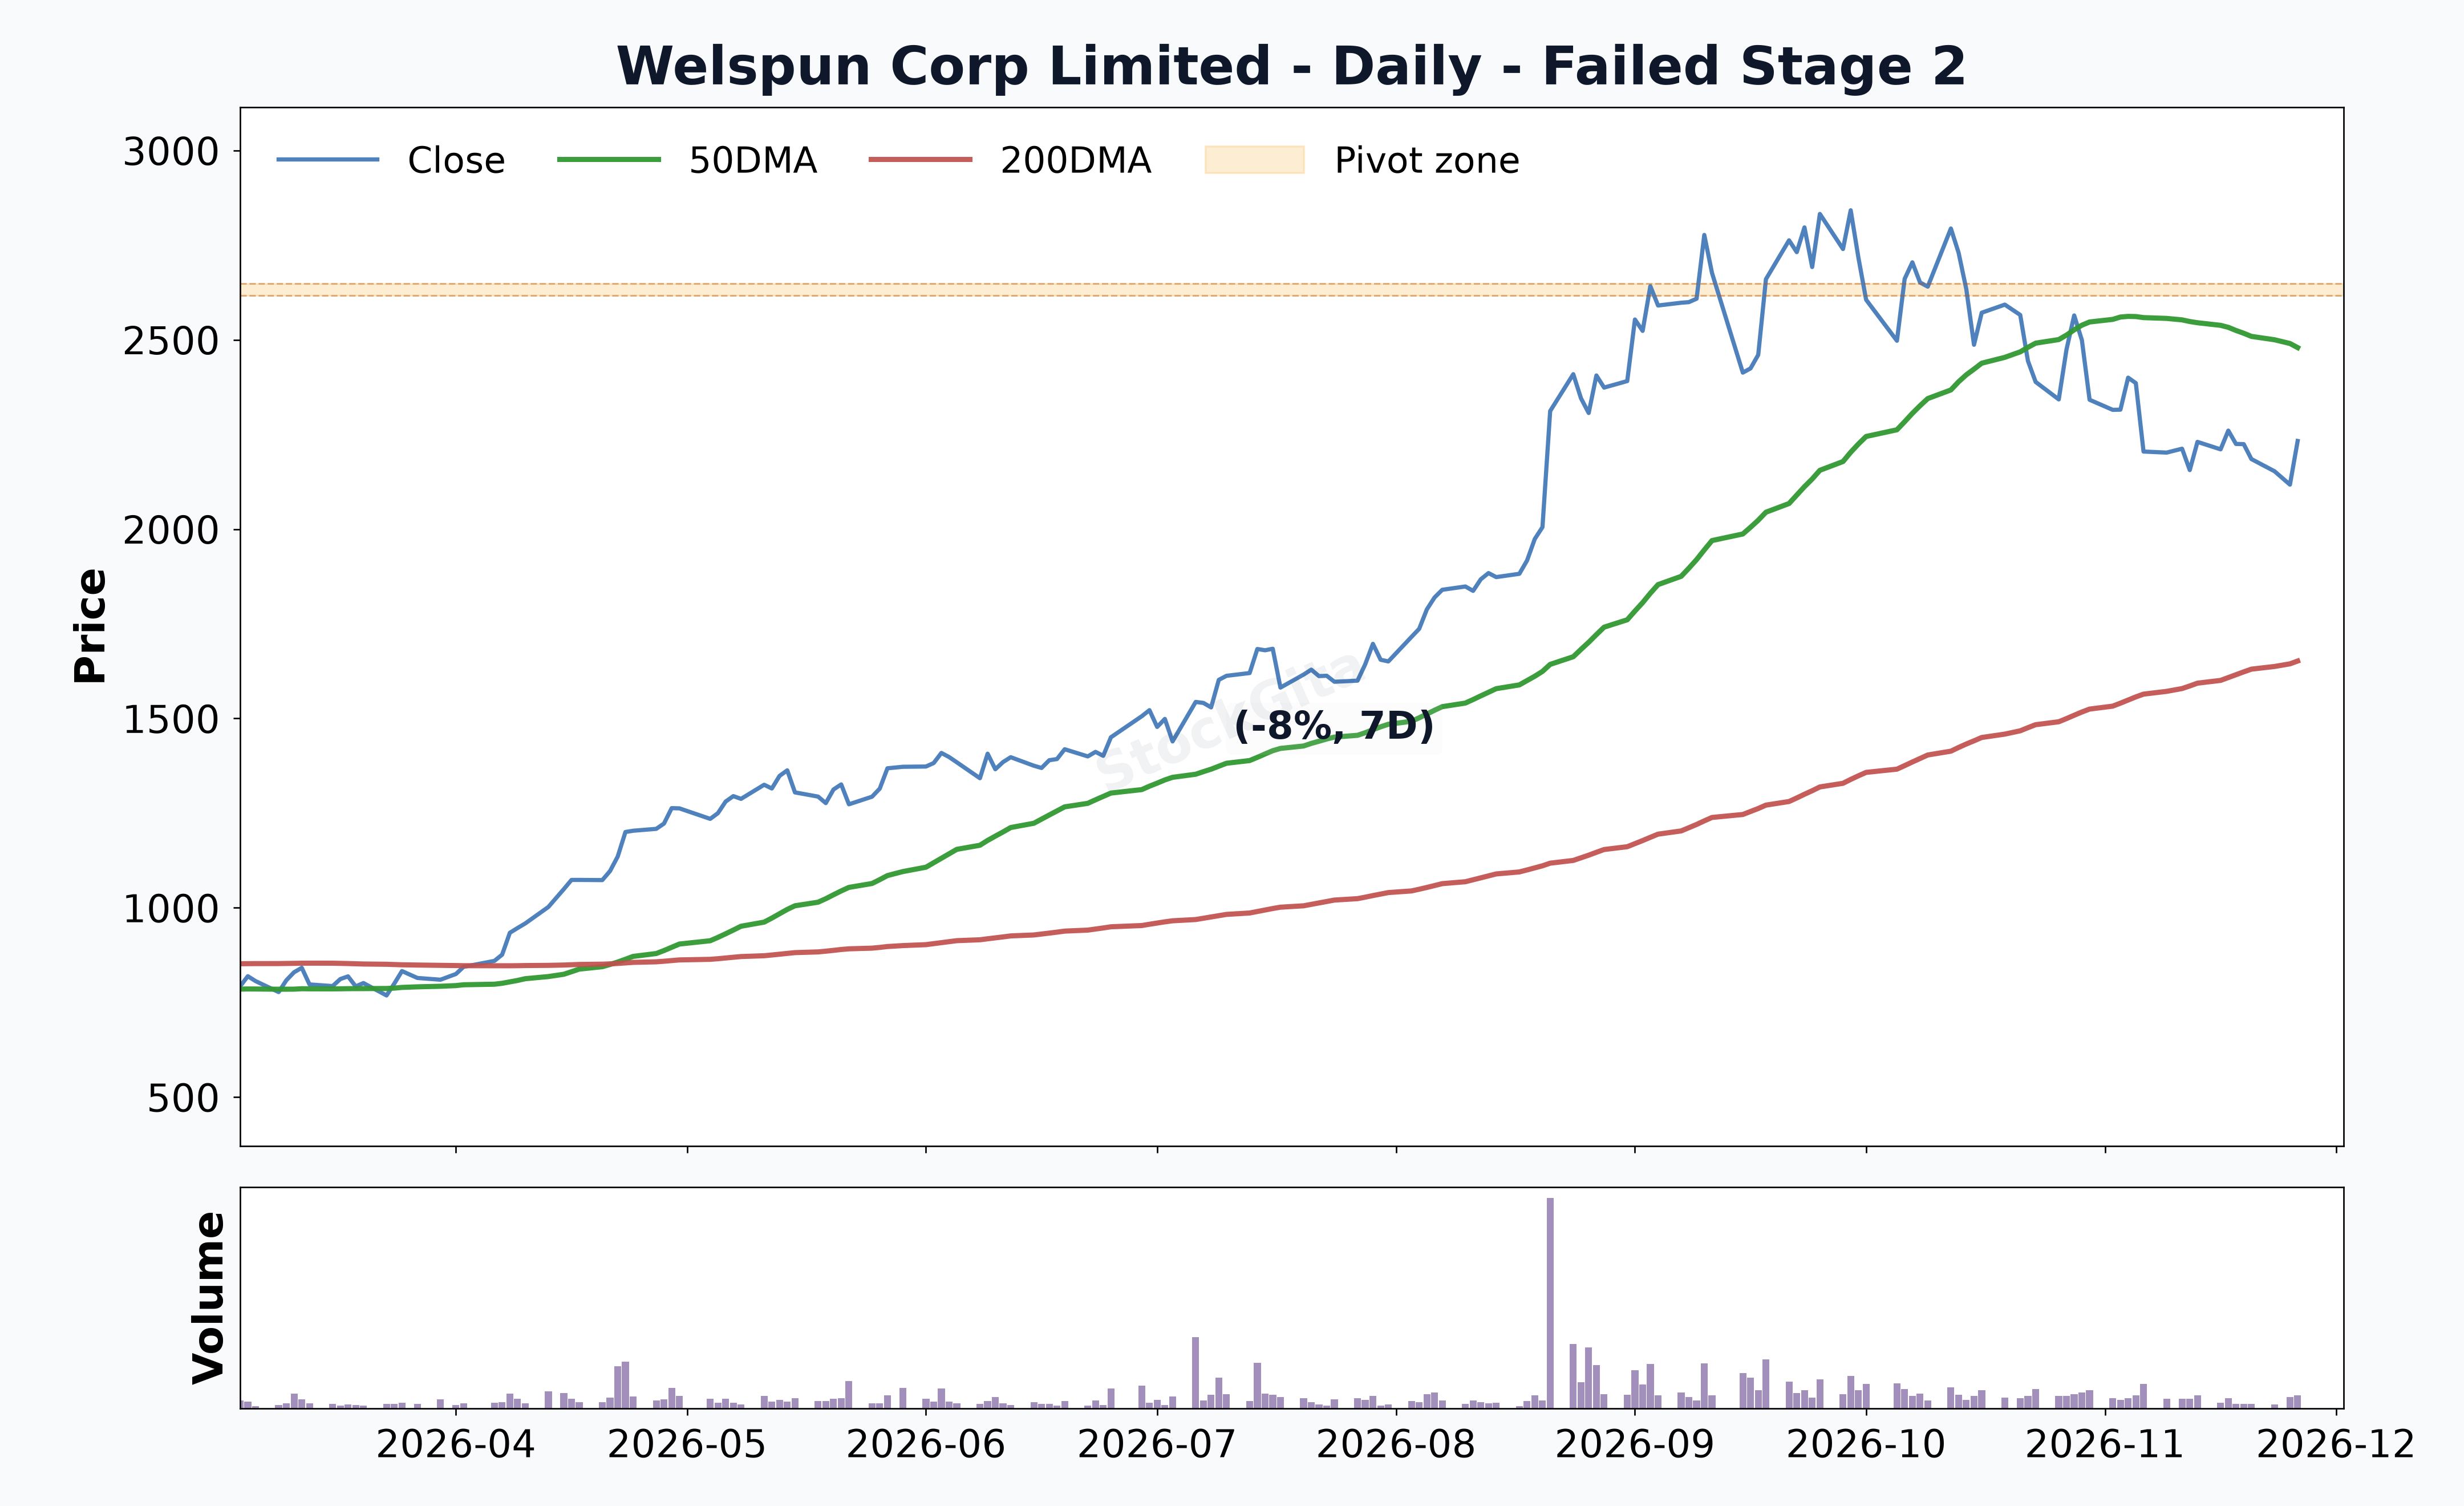 Welspun Corp Limited - Daily - Failed Stage 2
Close 50DMA 200DMA Pivot zone
3000
2500
2000
1500
1000
500
Price
StockGita
(-8%, 7D)
Volume
2026-04 2026-05 2026-06 2026-07 2026-08 2026-09 2026-10 2026-11 2026-12